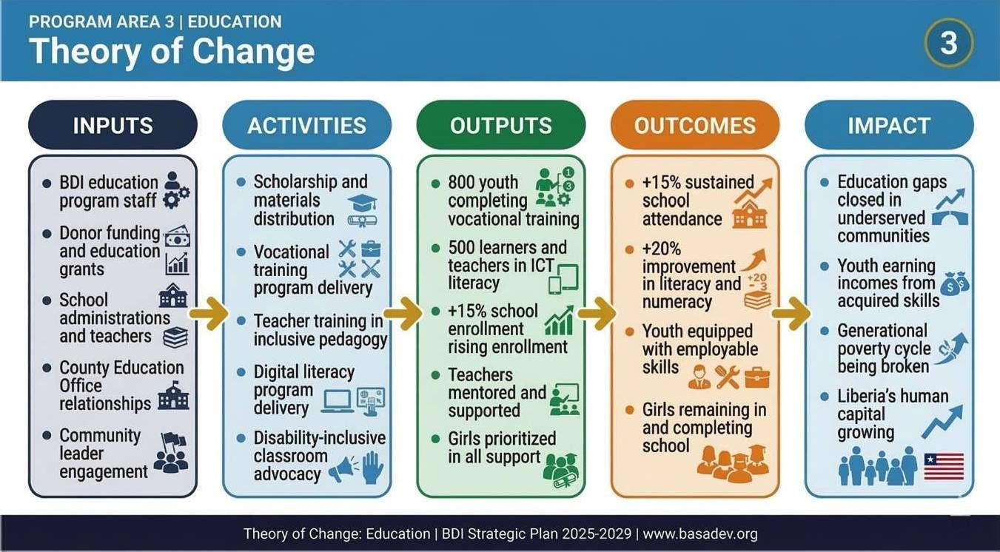 PROGRAM AREA 3 | EDUCATION
Theory of Change
3
INPUTS
BDI education
program staff
Donor funding
and education
grants
School
administrations
and teachers
County Education
Office
relationships
Community
leader
engagement
ACTIVITIES
Scholarship and
materials
distribution
Vocational
training
program delivery
Teacher training in
inclusive pedagogy
Digital literacy
program
delivery
Disability-inclusive
classroom
advocacy
OUTPUTS
800 youth
completing
vocational training
1
3
500 learners and
teachers in ICT
literacy
+15% school
enrollment
rising enrollment
Teachers
mentored and
supported
Girls prioritized
in all support
OUTCOMES
+15% sustained
school
attendance
+20%
improvement
in literacy and
numeracy
+20
- 3
Youth equipped
with employable
skills
Girls remaining in
and completing
school
IMPACT
Education gaps
closed in
underserved
communities
Youth earning
incomes from
acquired skills
$ $
Generational
poverty cycle
being broken
Liberia's human
capital
growing
Theory of Change: Education | BDI Strategic Plan 2025-2029 | www.basadev.org